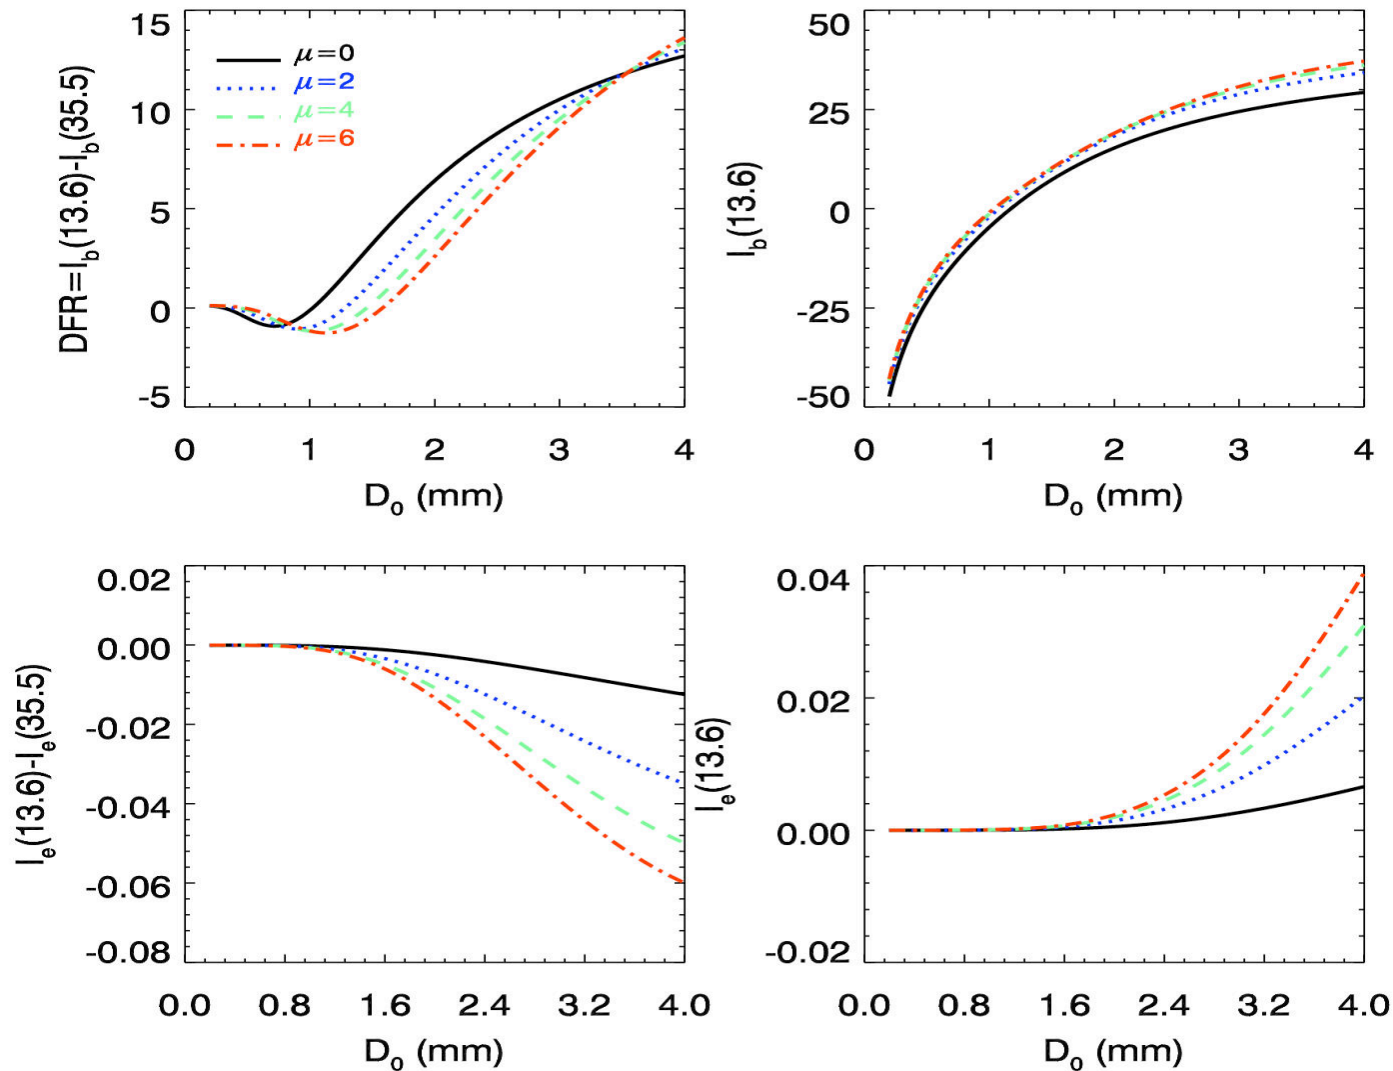 15
10
5
0
-5
μ=0
μ=2
μ=4
μ=6
DFR=I_b(13.6)-I_b(35.5)
0 1 2 3 4
D_0 (mm)
50
25
0
-25
-50
I_b(13.6)
0 1 2 3 4
D_0 (mm)
0.02
0.00
-0.02
-0.04
-0.06
-0.08
I_e(13.6)-I_e(35.5)
0.0 0.8 1.6 2.4 3.2 4.0
D_0 (mm)
0.04
0.02
0.00
-0.02
I_e(13.6)
0.0 0.8 1.6 2.4 3.2 4.0
D_0 (mm)